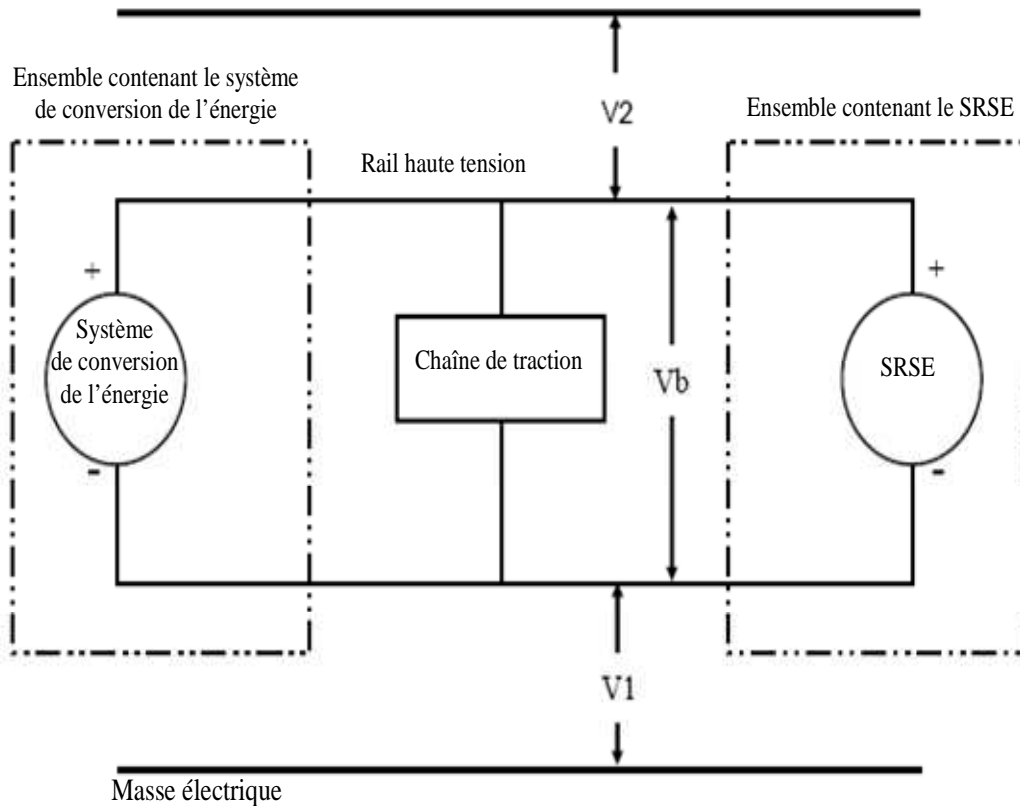 Ensemble contenant le système
de conversion de l'énergie
V2
Ensemble contenant le SRSE
Rail haute tension
+
+
Système
de conversion
de l'énergie
Chaîne de traction
Vb
SRSE
-
-
V1
Masse électrique